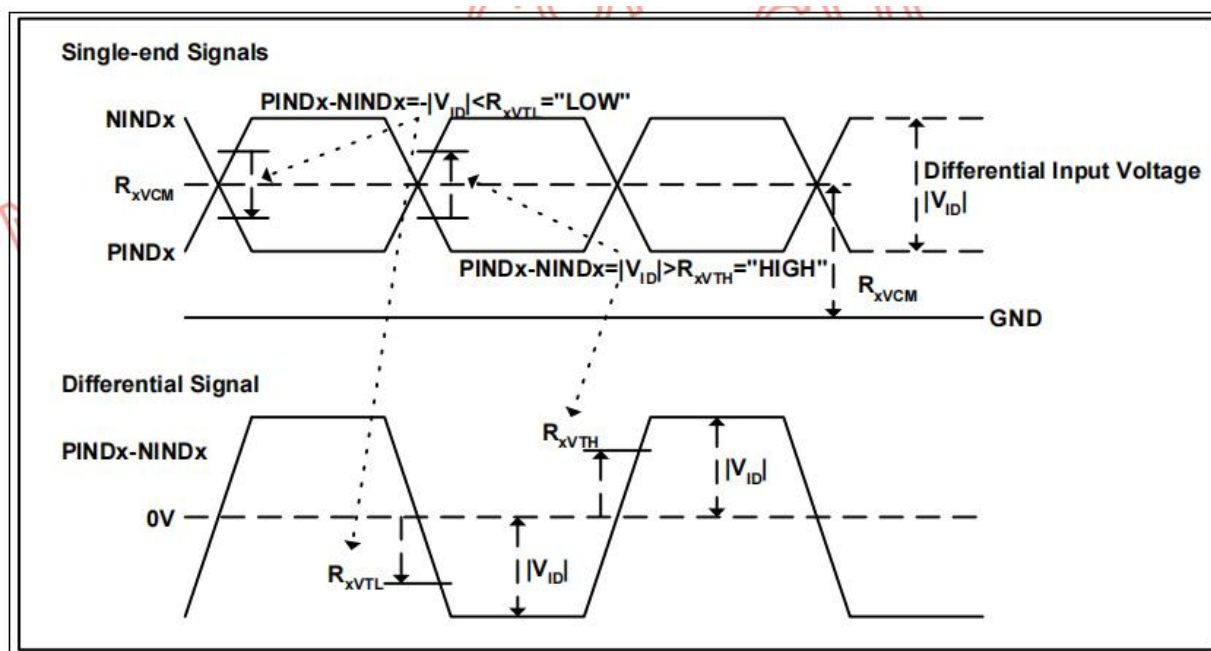 Single-end Signals
PINDx-NINDx=-|VID|<RxVTL="LOW"
NINDx
RxVCM
Differential Input Voltage
|VID|
PINDx
PINDx-NINDx=|VID|>RxVTH="HIGH"
RxVCM
GND
Differential Signal
RxVTH
PINDx-NINDx
|VID|
0V
RxVTL
|VID|